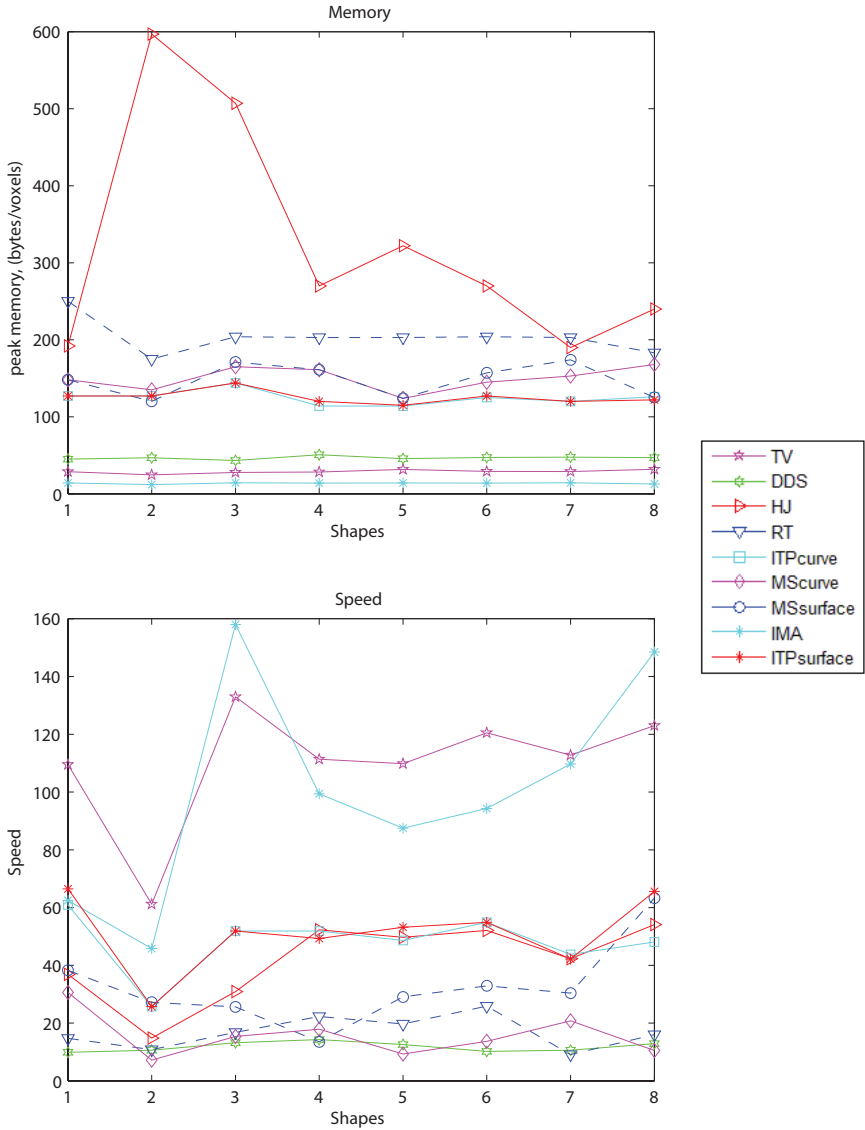 Memory
600
500
400
300
200
100
0
peak memory, (bytes/voxels)
1 2 3 4 5 6 7 8
Shapes
TV
DDS
HJ
RT
ITPcurve
MScurve
MSsurface
IMA
ITPsurface
Speed
160
140
120
100
80
60
40
20
0
Speed
1 2 3 4 5 6 7 8
Shapes